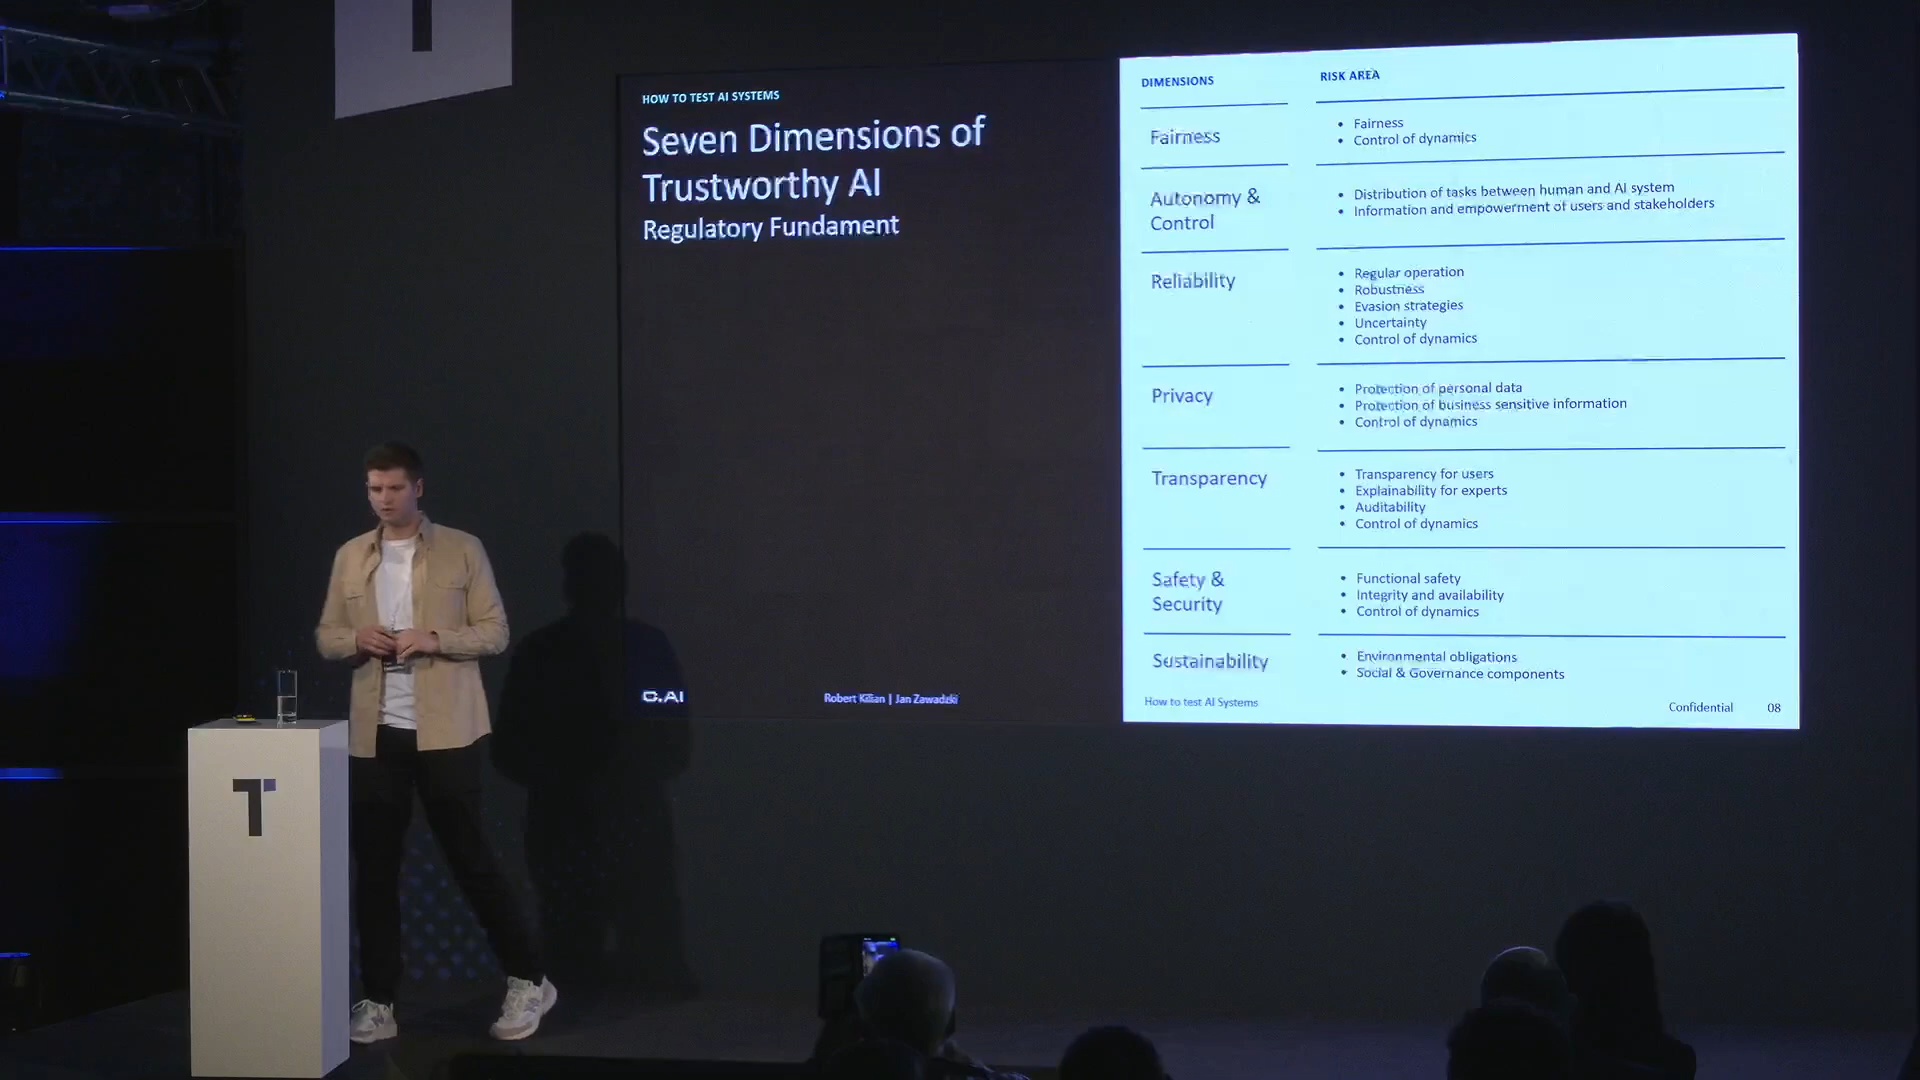 HOW TO TEST AI SYSTEMS
Seven Dimensions of
Trustworthy AI
Regulatory Fundament
C.AI
Robert Kilian | Jan Zawadzki
DIMENSIONS
RISK AREA
Fairness
• Fairness
• Control of dynamics
Autonomy &
Control
• Distribution of tasks between human and AI system
• Information and empowerment of users and stakeholders
Reliability
• Regular operation
• Robustness
• Evasion strategies
• Uncertainty
• Control of dynamics
Privacy
• Protection of personal data
• Protection of business sensitive information
• Control of dynamics
Transparency
• Transparency for users
• Explainability for experts
• Auditability
• Control of dynamics
Safety &
Security
• Functional safety
• Integrity and availability
• Control of dynamics
Sustainability
• Environmental obligations
• Social & Governance components
How to test AI Systems
Confidential 08
T